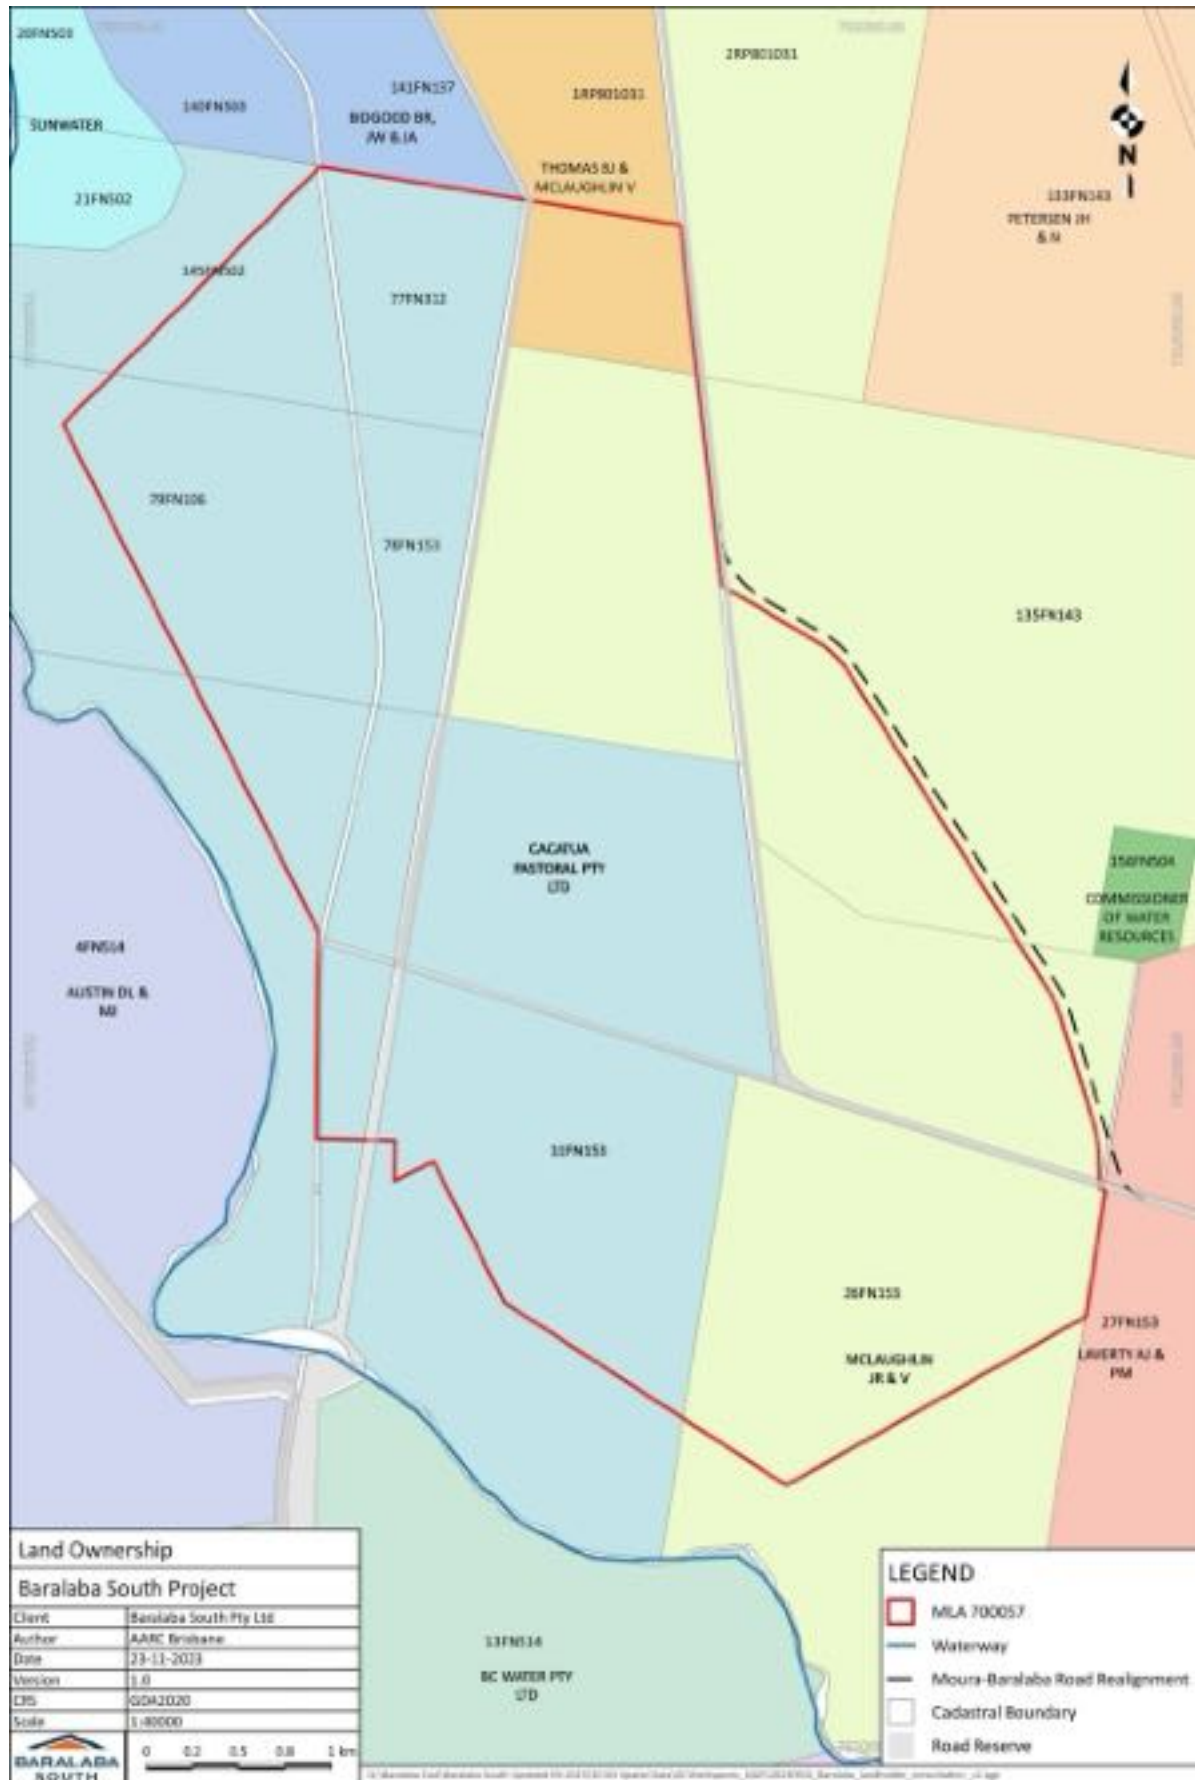 20FN503
140FN503
141FN137
1RP801031
2RP801031
SUNWATER
BOGOOD BR,
JW & JA
THOMAS BJ &
MCLAUGHLIN V
N
21FN502
133FN143
PETERSEN JH
& N
145FN502
77FN312
79FN106
78FN153
135FN143
CACATUA
PASTORAL PTY
LTD
COMMISSIONER
OF WATER
RESOURCES
4FN514
AUSTIN DL &
11FN153
26FN153
27FN153
MCLAUGHLIN
JR & V
LAVERTY AJ &
PM
13FN514
BC WATER PTY
LTD
Land Ownership
Baralaba South Project
Client Baralaba South Pty Ltd
Author AARC Brisbane
Date 23-11-2023
Version 1.0
CRS GDA2020
Scale 1:40000
BARALABA
SOUTH
0 0.2 0.5 0.8 1 km
LEGEND
MLA 700057
Waterway
Moura-Baralaba Road Realignment
Cadastral Boundary
Road Reserve